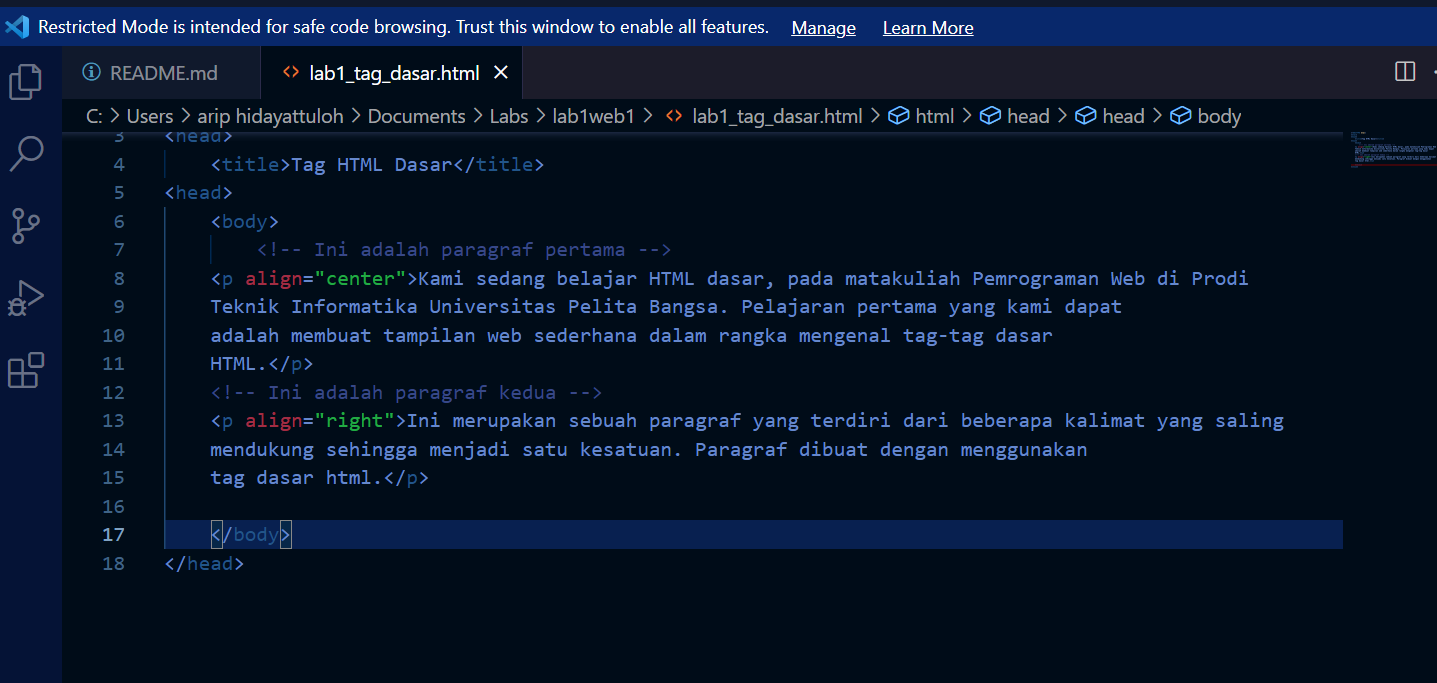 Restricted Mode is intended for safe code browsing. Trust this window to enable all features. Manage Learn More
README.md <> lab1_tag_dasar.html
C: > Users > arip hidayattuloh > Documents > Labs > lab1web1 > <> lab1_tag_dasar.html > html > head > head > body
3 <head>
4 <title>Tag HTML Dasar</title>
5 <head>
6 <body>
7 <!-- Ini adalah paragraf pertama -->
8 <p align="center">Kami sedang belajar HTML dasar, pada matakuliah Pemrograman Web di Prodi
9 Teknik Informatika Universitas Pelita Bangsa. Pelajaran pertama yang kami dapat
10 adalah membuat tampilan web sederhana dalam rangka mengenal tag-tag dasar
11 HTML.</p>
12 <!-- Ini adalah paragraf kedua -->
13 <p align="right">Ini merupakan sebuah paragraf yang terdiri dari beberapa kalimat yang saling
14 mendukung sehingga menjadi satu kesatuan. Paragraf dibuat dengan menggunakan
15 tag dasar html.</p>
16
17 </body>
18 </head>